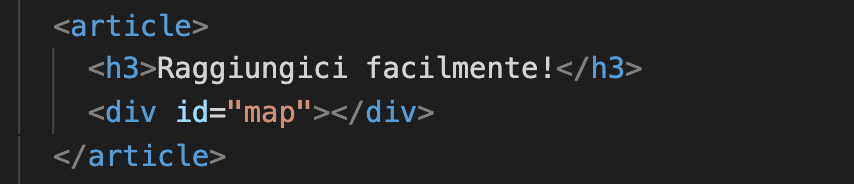 <article>
<h3>Raggiungici facilmente!</h3>
<div id="map"></div>
</article>